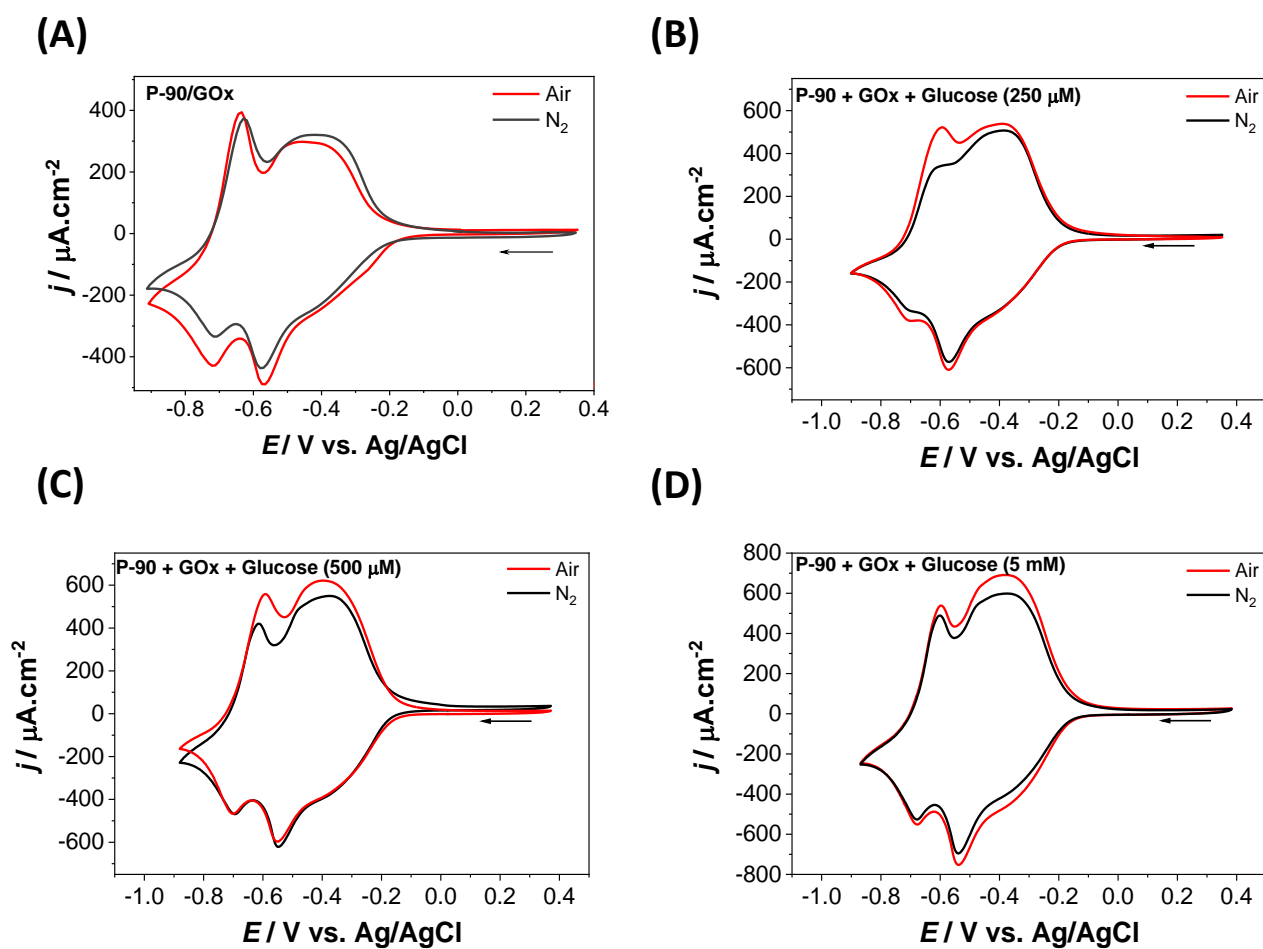 (A)
P-90/GOx
Air
N₂
400
200
0
-200
-400
-0.8
-0.6
-0.4
-0.2
0.0
0.2
0.4
j / μA.cm⁻²
E / V vs. Ag/AgCl
(B)
P-90 + GOx + Glucose (250 μM)
Air
N₂
600
400
200
0
-200
-400
-600
-1.0
-0.8
-0.6
-0.4
-0.2
0.0
0.2
0.4
j / μA.cm⁻²
E / V vs. Ag/AgCl
(C)
P-90 + GOx + Glucose (500 μM)
Air
N₂
600
400
200
0
-200
-400
-600
-1.0
-0.8
-0.6
-0.4
-0.2
0.0
0.2
0.4
j / μA.cm⁻²
E / V vs. Ag/AgCl
(D)
P-90 + GOx + Glucose (5 mM)
Air
N₂
800
600
400
200
0
-200
-400
-600
-800
-1.0
-0.8
-0.6
-0.4
-0.2
0.0
0.2
0.4
j / μA.cm⁻²
E / V vs. Ag/AgCl